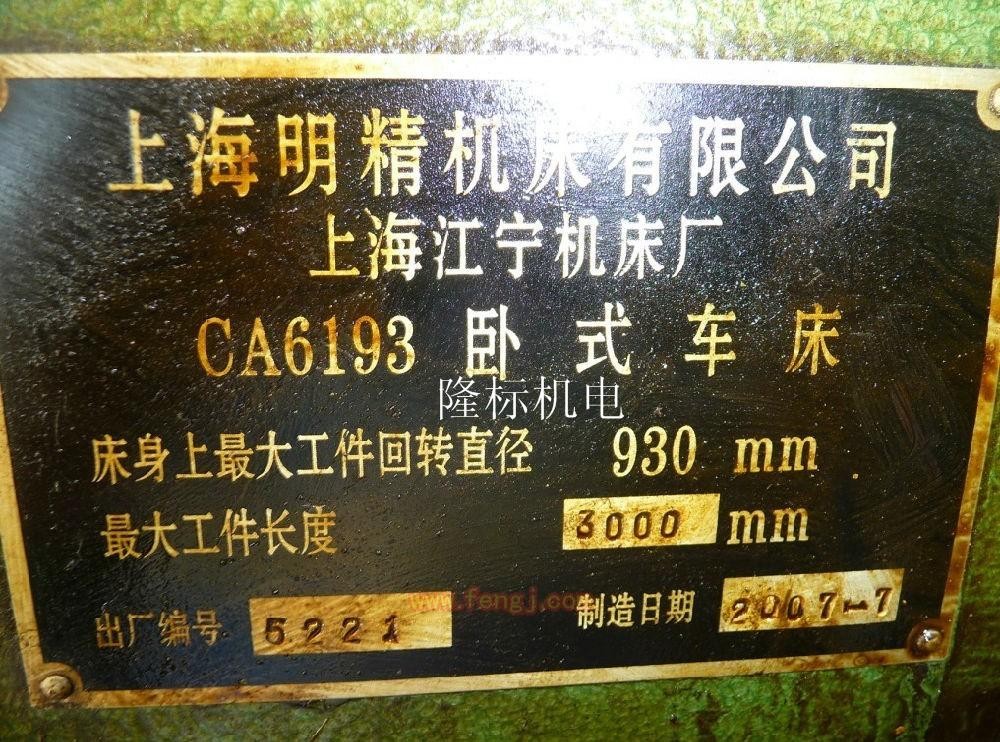 上海明精机床有限公司
上海江宁机床厂
CA6193 卧式车床
隆标机电
床身上最大工件回转直径 930 mm
最大工件长度 3000 mm
www.fengj.com
出厂编号 5221 制造日期 2007-7